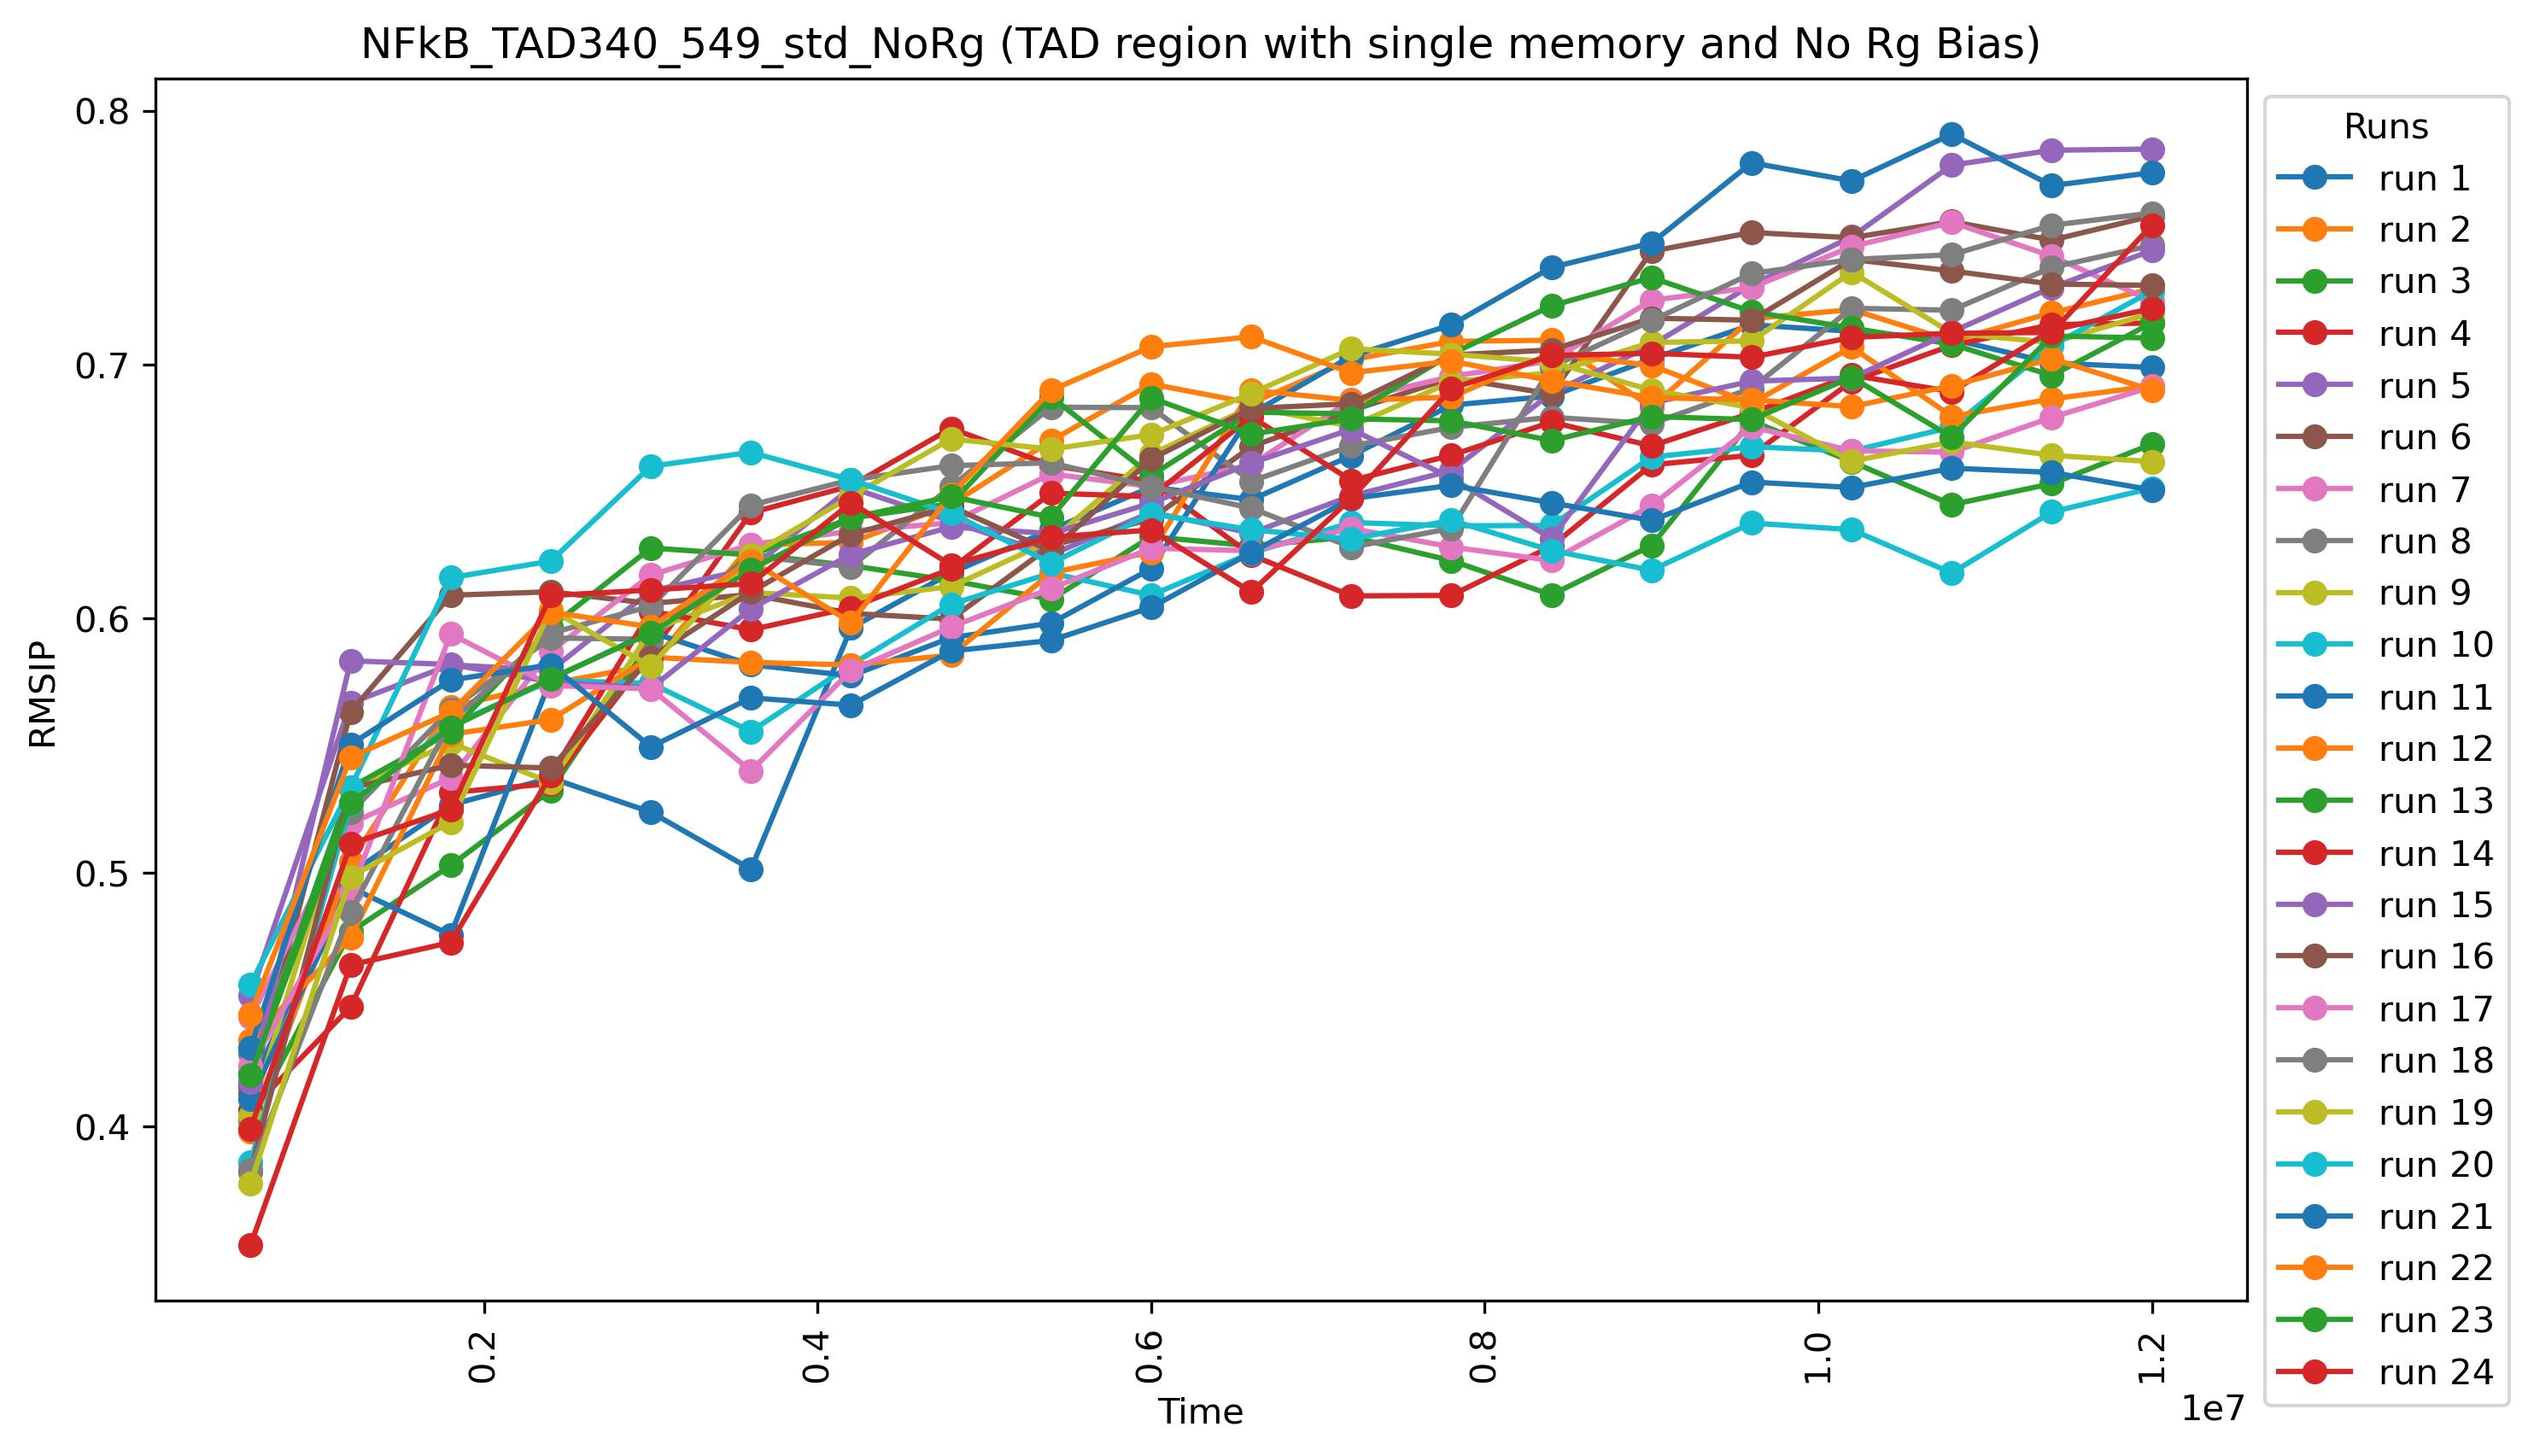 NFkB_TAD340_549_std_NoRg (TAD region with single memory and No Rg Bias)
RMSIP
0.8
0.7
0.6
0.5
0.4
0.2
0.4
0.6
0.8
1.0
1.2
Time
1e7
Runs
run 1
run 2
run 3
run 4
run 5
run 6
run 7
run 8
run 9
run 10
run 11
run 12
run 13
run 14
run 15
run 16
run 17
run 18
run 19
run 20
run 21
run 22
run 23
run 24